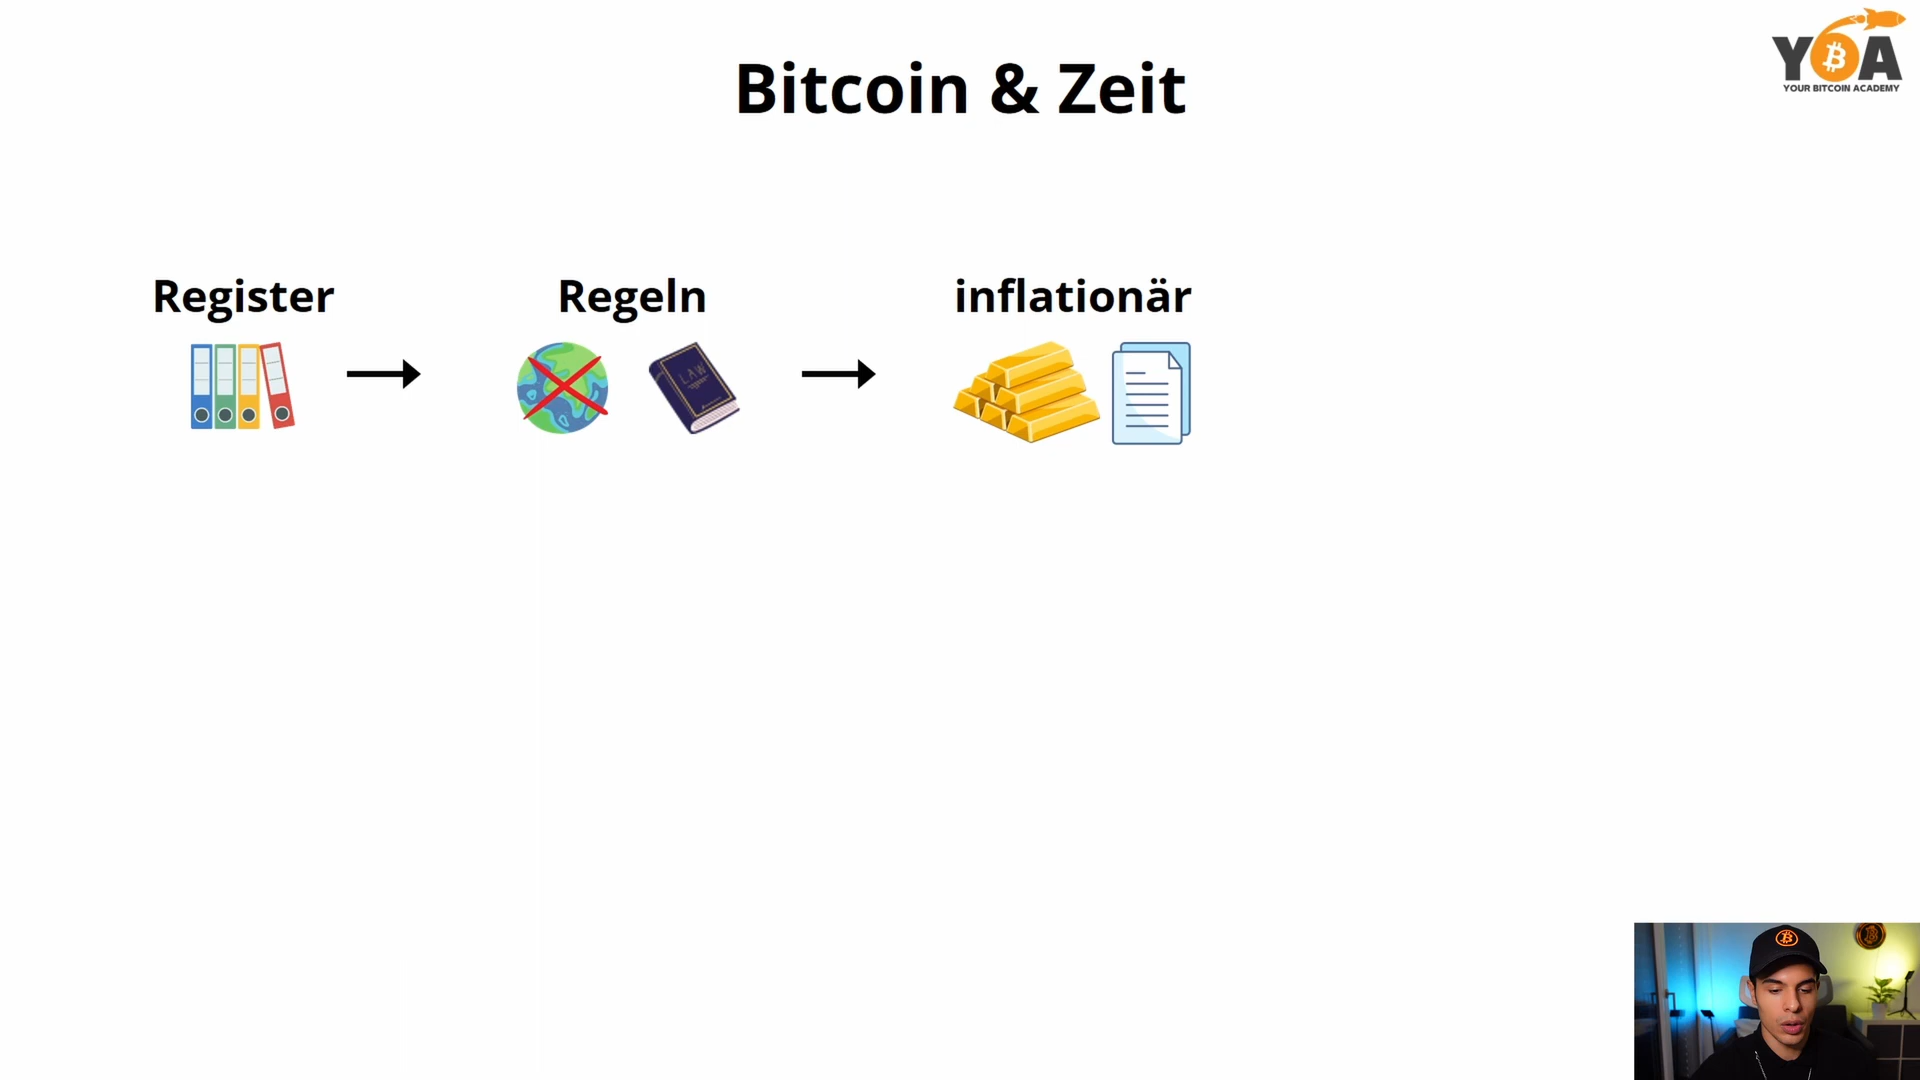 Bitcoin & Zeit
YBA
YOUR BITCOIN ACADEMY
Register
Regeln
inflationär
LAW